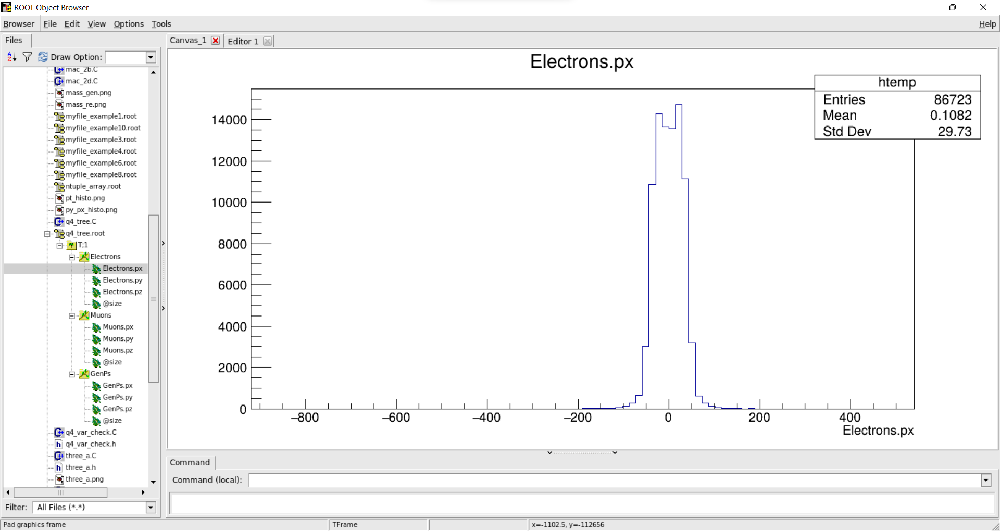 ROOT Object Browser
Browser File Edit View Options Tools Help
Files
Canvas_1 Editor 1
Draw Option:
mac_2b.C
mac_2d.C
mass_gen.png
mass_re.png
myfile_example1.root
myfile_example10.root
myfile_example3.root
myfile_example4.root
myfile_example6.root
myfile_example8.root
ntuple_array.root
pt_histo.png
py_px_histo.png
q4_tree.C
q4_tree.root
T;1
Electrons
Electrons.px
Electrons.py
Electrons.pz
@size
Muons
Muons.px
Muons.py
Muons.pz
@size
GenPs
GenPs.px
GenPs.py
GenPs.pz
@size
q4_var_check.C
q4_var_check.h
three_a.C
three_a.h
three_a.png
Filter: All Files (*.*)
Electrons.px
htemp
Entries 86723
Mean 0.1082
Std Dev 29.73
14000
12000
10000
8000
6000
4000
2000
0
−800 −600 −400 −200 0 200 400
Electrons.px
Command
Command (local):
Pad graphics frame
TFrame
x=-1102.5, y=-112656